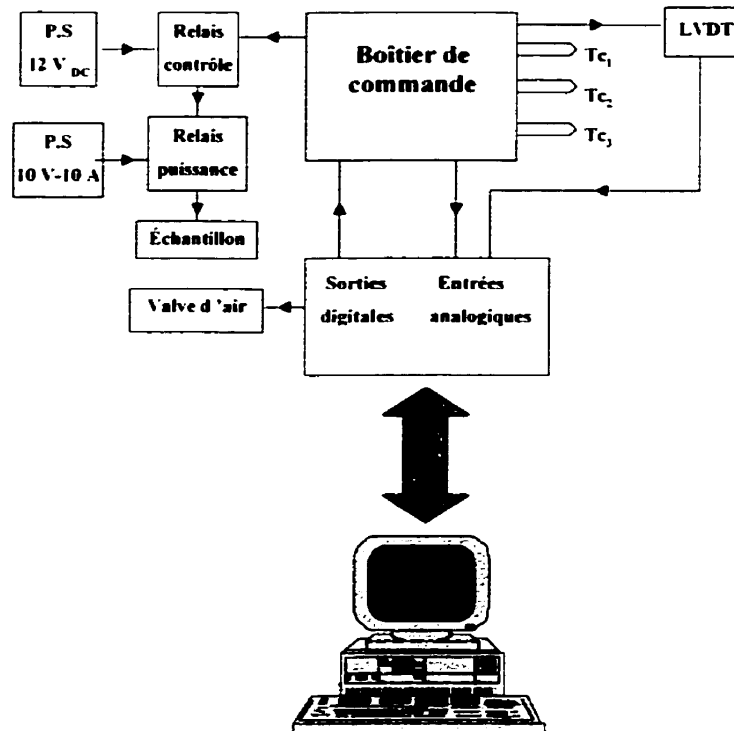 P.S
12 V DC
Relais
contrôle
Boîtier de
commande
LVDT
Tc1
Tc2
Tc3
P.S
10 V-10 A
Relais
puissance
Échantillon
Valve d 'air
Sorties
digitales
Entrées
analogiques